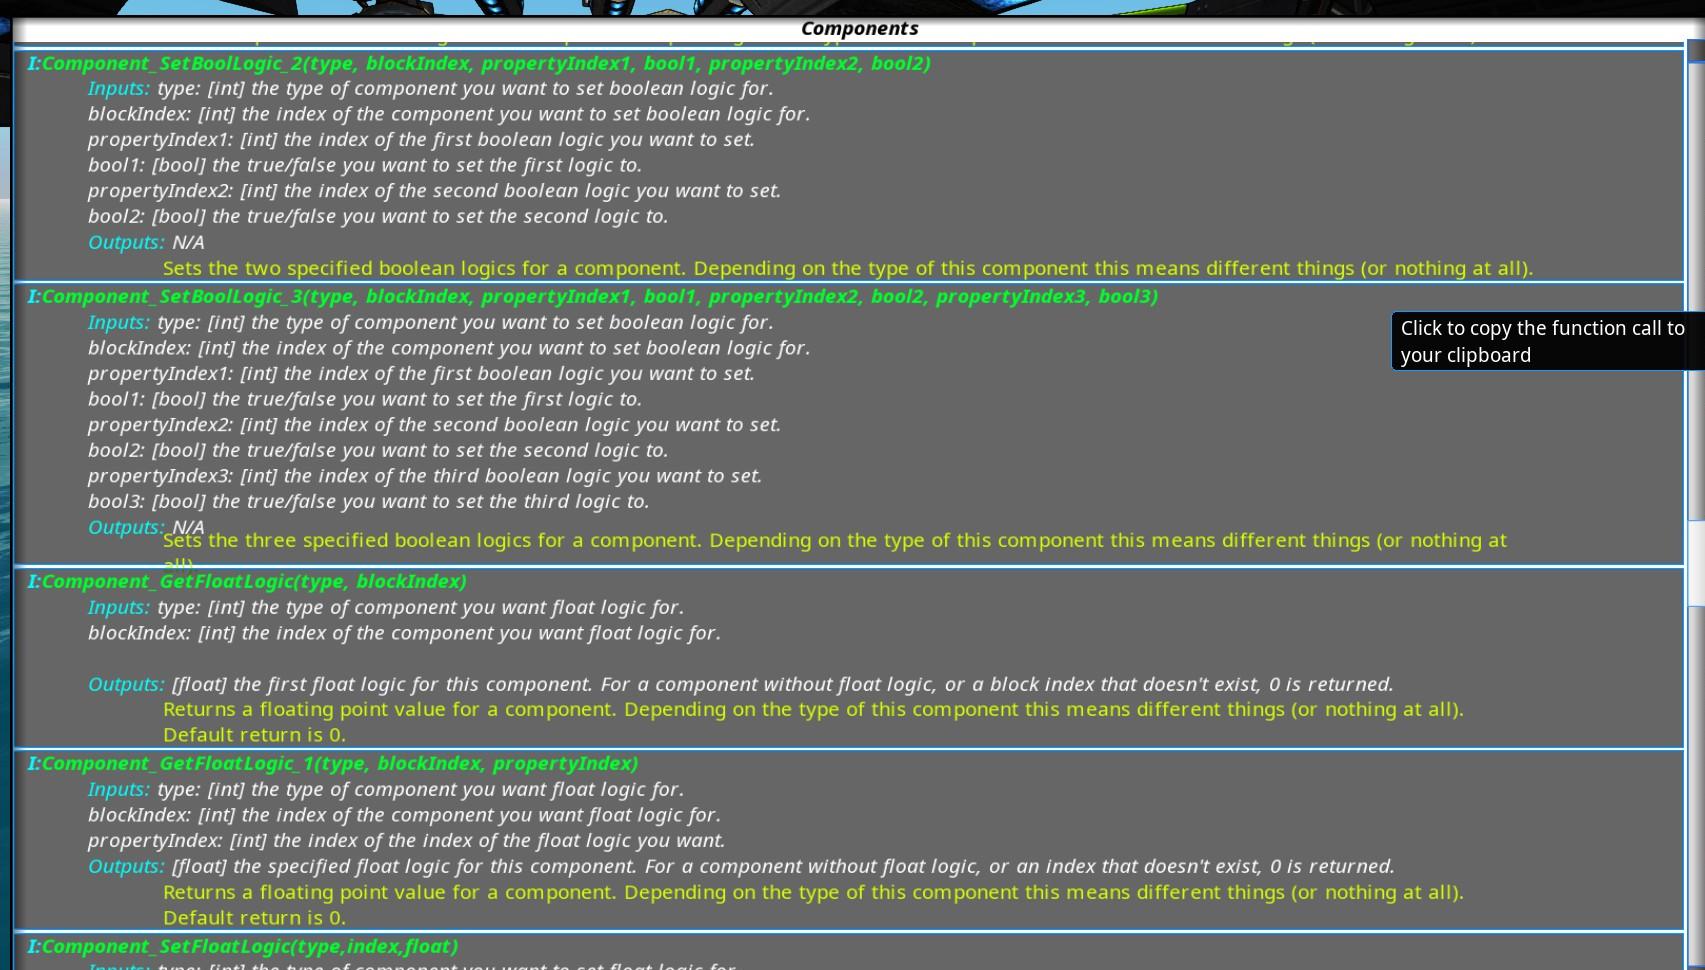 Components
I:Component_SetBoolLogic_2(type, blockIndex, propertyIndex1, bool1, propertyIndex2, bool2)
Inputs: type: [int] the type of component you want to set boolean logic for.
blockIndex: [int] the index of the component you want to set boolean logic for.
propertyIndex1: [int] the index of the first boolean logic you want to set.
bool1: [bool] the true/false you want to set the first logic to.
propertyIndex2: [int] the index of the second boolean logic you want to set.
bool2: [bool] the true/false you want to set the second logic to.
Outputs: N/A
Sets the two specified boolean logics for a component. Depending on the type of this component this means different things (or nothing at all).
I:Component_SetBoolLogic_3(type, blockIndex, propertyIndex1, bool1, propertyIndex2, bool2, propertyIndex3, bool3)
Inputs: type: [int] the type of component you want to set boolean logic for.
Click to copy the function call to
your clipboard
blockIndex: [int] the index of the component you want to set boolean logic for.
propertyIndex1: [int] the index of the first boolean logic you want to set.
bool1: [bool] the true/false you want to set the first logic to.
propertyIndex2: [int] the index of the second boolean logic you want to set.
bool2: [bool] the true/false you want to set the second logic to.
propertyIndex3: [int] the index of the third boolean logic you want to set.
bool3: [bool] the true/false you want to set the third logic to.
Outputs: N/A
Sets the three specified boolean logics for a component. Depending on the type of this component this means different things (or nothing at
all).
I:Component_GetFloatLogic(type, blockIndex)
Inputs: type: [int] the type of component you want float logic for.
blockIndex: [int] the index of the component you want float logic for.
Outputs: [float] the first float logic for this component. For a component without float logic, or a block index that doesn't exist, 0 is returned.
Returns a floating point value for a component. Depending on the type of this component this means different things (or nothing at all).
Default return is 0.
I:Component_GetFloatLogic_1(type, blockIndex, propertyIndex)
Inputs: type: [int] the type of component you want float logic for.
blockIndex: [int] the index of the component you want float logic for.
propertyIndex: [int] the index of the index of the float logic you want.
Outputs: [float] the specified float logic for this component. For a component without float logic, or an index that doesn't exist, 0 is returned.
Returns a floating point value for a component. Depending on the type of this component this means different things (or nothing at all).
Default return is 0.
I:Component_SetFloatLogic(type,index,float)
Inputs: type: [int] the type of component you want to set float logic for.